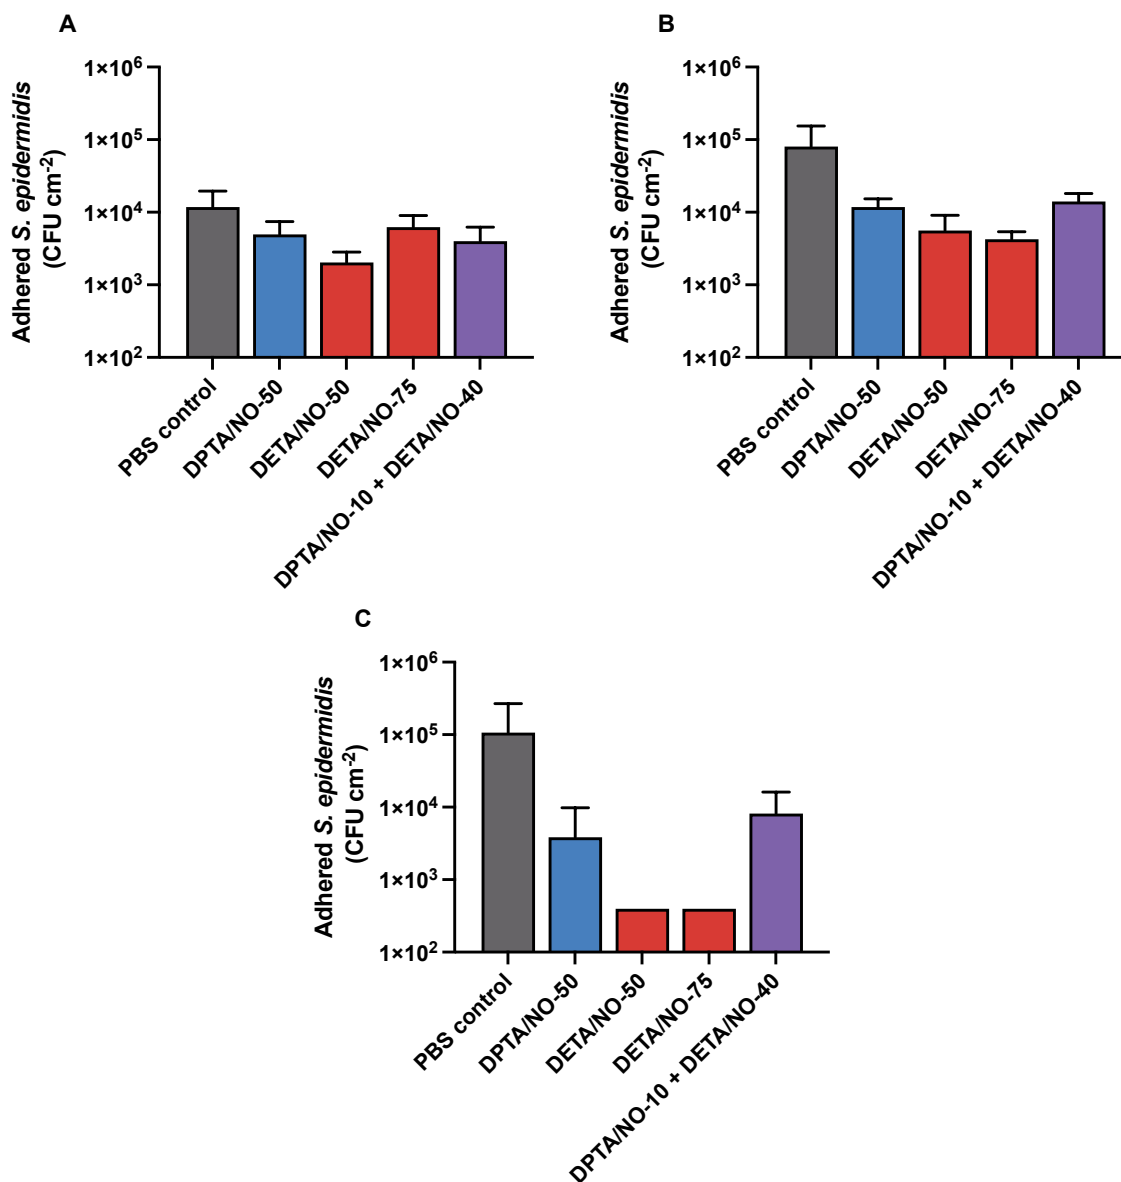 A
Adhered S. epidermidis
(CFU cm⁻²)
1×10⁶
1×10⁵
1×10⁴
1×10³
1×10²
PBS control
DPTA/NO-50
DETA/NO-50
DETA/NO-75
DPTA/NO-10 + DETA/NO-40
B
Adhered S. epidermidis
(CFU cm⁻²)
1×10⁶
1×10⁵
1×10⁴
1×10³
1×10²
PBS control
DPTA/NO-50
DETA/NO-50
DETA/NO-75
DPTA/NO-10 + DETA/NO-40
C
Adhered S. epidermidis
(CFU cm⁻²)
1×10⁶
1×10⁵
1×10⁴
1×10³
1×10²
PBS control
DPTA/NO-50
DETA/NO-50
DETA/NO-75
DPTA/NO-10 + DETA/NO-40